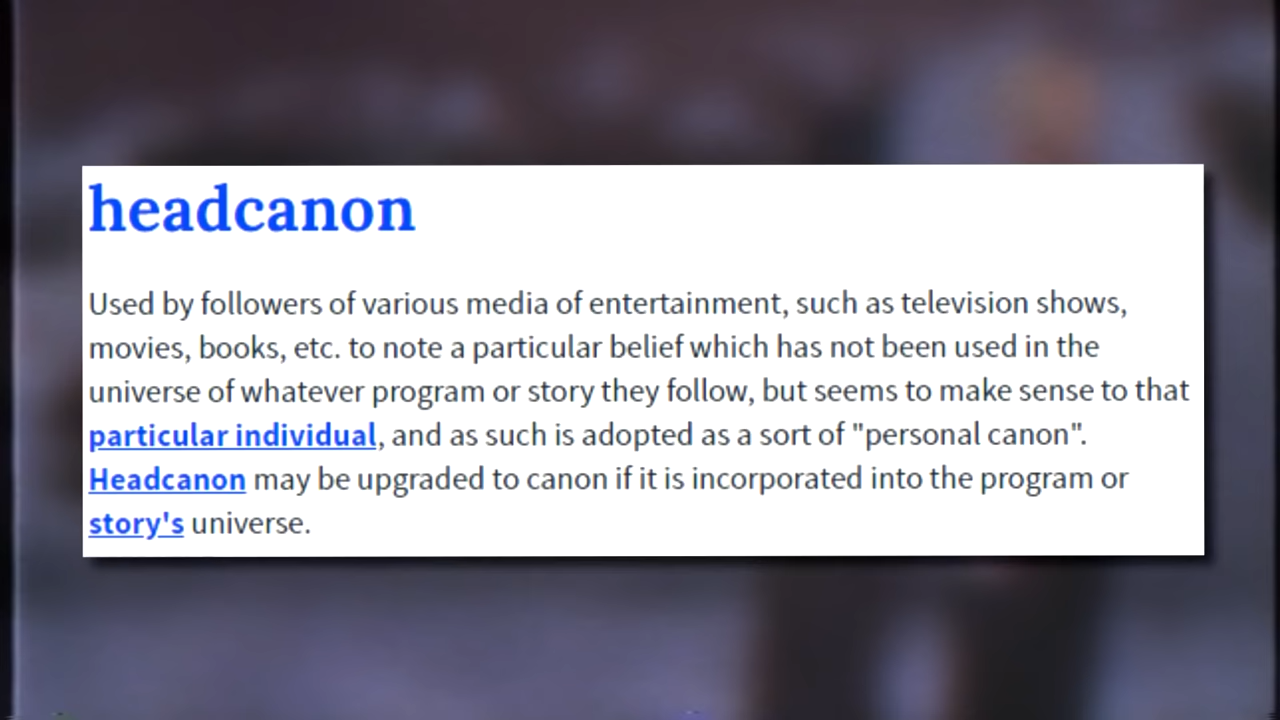 headcanon
Used by followers of various media of entertainment, such as television shows,
movies, books, etc. to note a particular belief which has not been used in the
universe of whatever program or story they follow, but seems to make sense to that
particular individual, and as such is adopted as a sort of "personal canon".
Headcanon may be upgraded to canon if it is incorporated into the program or
story's universe.